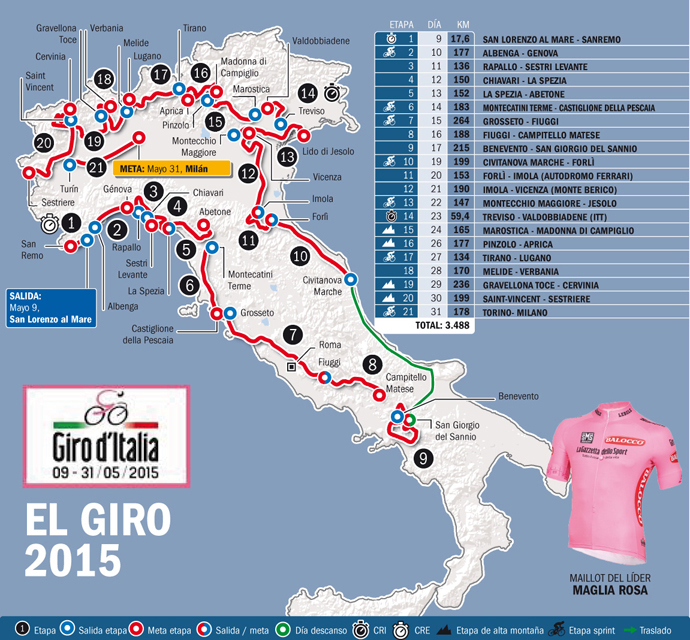 Gravellona
Toce
Verbania
Melide
Lugano
Tirano
Valdobbiadene
Madonna di
Campiglio
Marostica
Cervinia
Saint
Vincent
18
17
16
14
Aprica
Pinzolo
15
Treviso
20
19
21
Montecchio
Maggiore
13
Lido di Jesolo
META: Mayo 31, Milán
12
Vicenza
Turín
Sestriere
Génova
3
Chiavari
Imola
1
2
4
Abetone
Forlì
San
Remo
Rapallo
11
5
10
Sestri
Levante
La Spezia
Albenga
Montecatini
Terme
Civitanova
Marche
6
SALIDA:
Mayo 9,
San Lorenzo al Mare
Castiglione
della Pescaia
Grosseto
7
Roma
Fiuggi
8
Campitello
Matese
Benevento
San Giorgio
del Sannio
9
ETAPA DÍA KM
1 9 17,6 SAN LORENZO AL MARE - SANREMO
2 10 177 ALBENGA - GENOVA
3 11 136 RAPALLO - SESTRI LEVANTE
4 12 150 CHIAVARI - LA SPEZIA
5 13 152 LA SPEZIA - ABETONE
6 14 183 MONTECATINI TERME - CASTIGLIONE DELLA PESCAIA
7 15 264 GROSSETO - FIUGGI
8 16 188 FIUGGI - CAMPITELLO MATESE
9 17 215 BENEVENTO - SAN GIORGIO DEL SANNIO
10 19 199 CIVITANOVA MARCHE - FORLÌ
11 20 153 FORLÌ - IMOLA (AUTODROMO FERRARI)
12 21 190 IMOLA - VICENZA (MONTE BERICO)
13 22 147 MONTECCHIO MAGGIORE - JESOLO
14 23 59,4 TREVISO - VALDOBBIADENE (ITT)
15 24 165 MAROSTICA - MADONNA DI CAMPIGLIO
16 26 177 PINZOLO - APRICA
17 27 134 TIRANO - LUGANO
18 28 170 MELIDE - VERBANIA
19 29 236 GRAVELLONA TOCE - CERVINIA
20 30 199 SAINT-VINCENT - SESTRIERE
21 31 178 TORINO- MILANO
TOTAL: 3.488
Giro d'Italia
09 - 31 / 05 / 2015
EL GIRO
2015
BALOCCO
LaGazzetta dello Sport
BALOCCO
MAILLOT DEL LÍDER
MAGLIA ROSA
1 Etapa Salida etapa Meta etapa Salida / meta Día descanso CRI CRE Etapa de alta montaña Etapa sprint Traslado